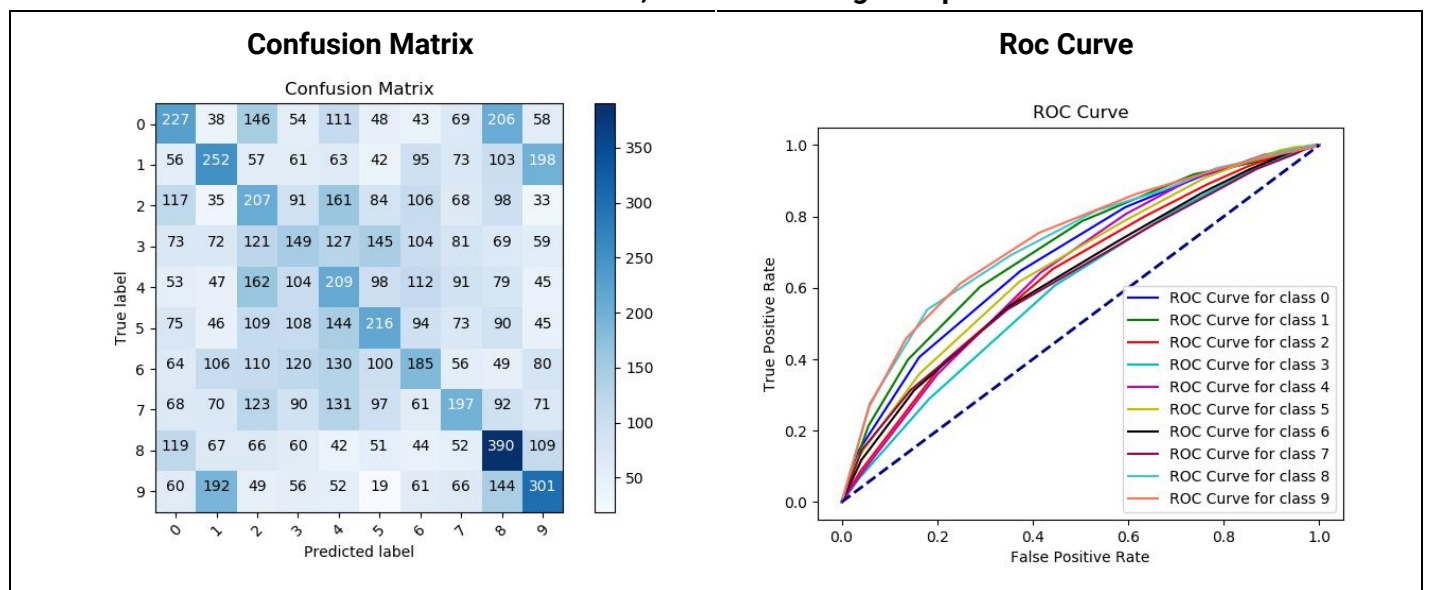 Confusion Matrix
Confusion Matrix
0 227 38 146 54 111 48 43 69 206 58
1 56 252 57 61 63 42 95 73 103 198
2 117 35 207 91 161 84 106 68 98 33
3 73 72 121 149 127 145 104 81 69 59
4 53 47 162 104 209 98 112 91 79 45
5 75 46 109 108 144 216 94 73 90 45
6 64 106 110 120 130 100 185 56 49 80
7 68 70 123 90 131 97 61 197 92 71
8 119 67 66 60 42 51 44 52 390 109
9 60 192 49 56 52 19 61 66 144 301
0 1 2 3 4 5 6 7 8 9
True label
Predicted label
350
300
250
200
150
100
50
Roc Curve
ROC Curve
1.0
0.8
0.6
0.4
0.2
0.0
True Positive Rate
ROC Curve for class 0
ROC Curve for class 1
ROC Curve for class 2
ROC Curve for class 3
ROC Curve for class 4
ROC Curve for class 5
ROC Curve for class 6
ROC Curve for class 7
ROC Curve for class 8
ROC Curve for class 9
0.0 0.2 0.4 0.6 0.8 1.0
False Positive Rate